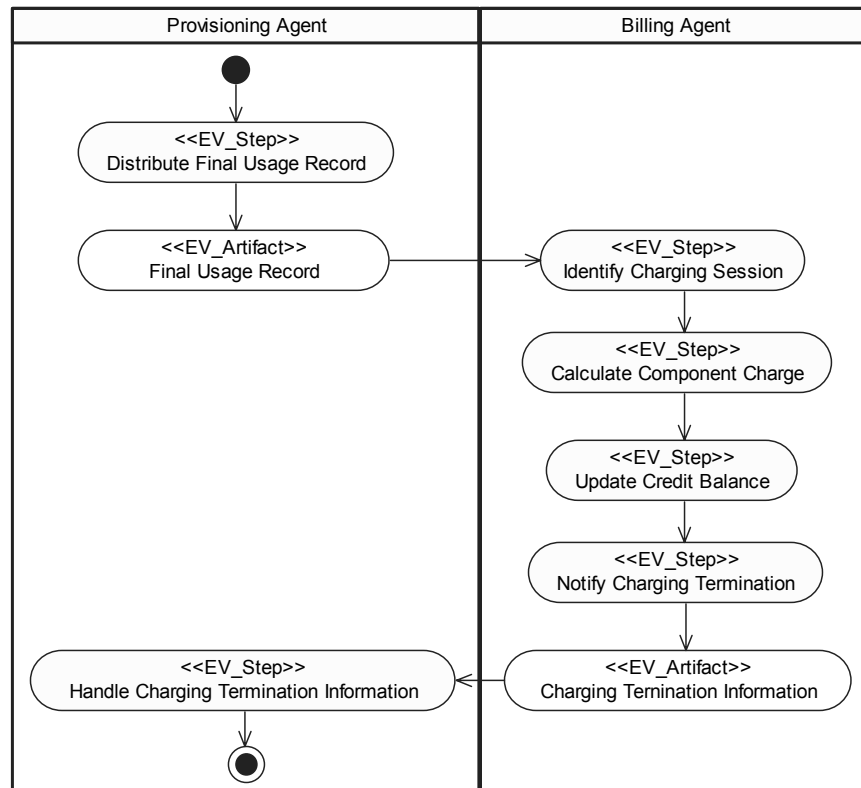 Provisioning Agent
Billing Agent
<<EV_Step>>
Distribute Final Usage Record
<<EV_Artifact>>
Final Usage Record
<<EV_Step>>
Identify Charging Session
<<EV_Step>>
Calculate Component Charge
<<EV_Step>>
Update Credit Balance
<<EV_Step>>
Notify Charging Termination
<<EV_Artifact>>
Charging Ternination Information
<<EV_Step>>
Handle Charging Termination Information